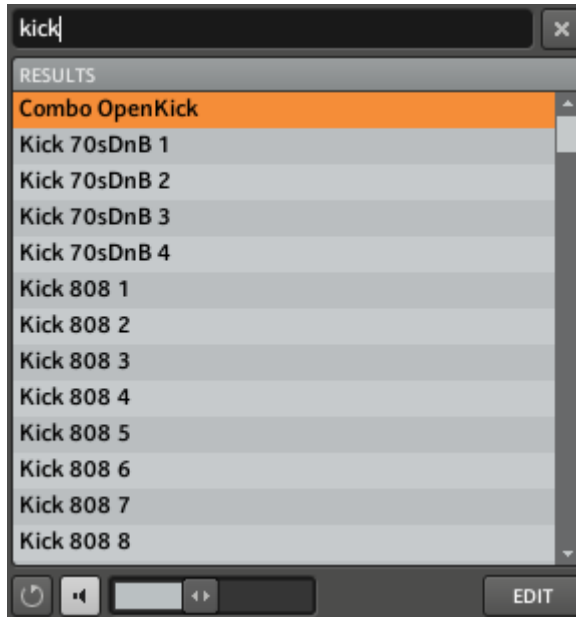 kick
RESULTS
Combo OpenKick
Kick 70sDnB 1
Kick 70sDnB 2
Kick 70sDnB 3
Kick 70sDnB 4
Kick 808 1
Kick 808 2
Kick 808 3
Kick 808 4
Kick 808 5
Kick 808 6
Kick 808 7
Kick 808 8
EDIT